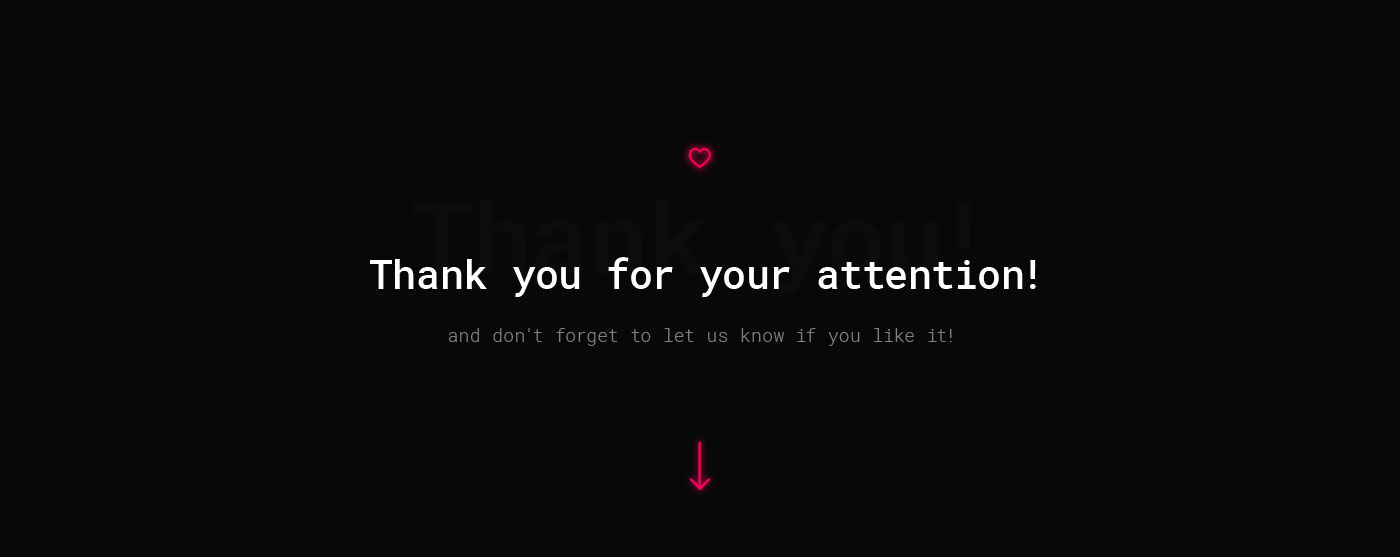 Thank you!
Thank you for your attention!
and don't forget to let us know if you like it!